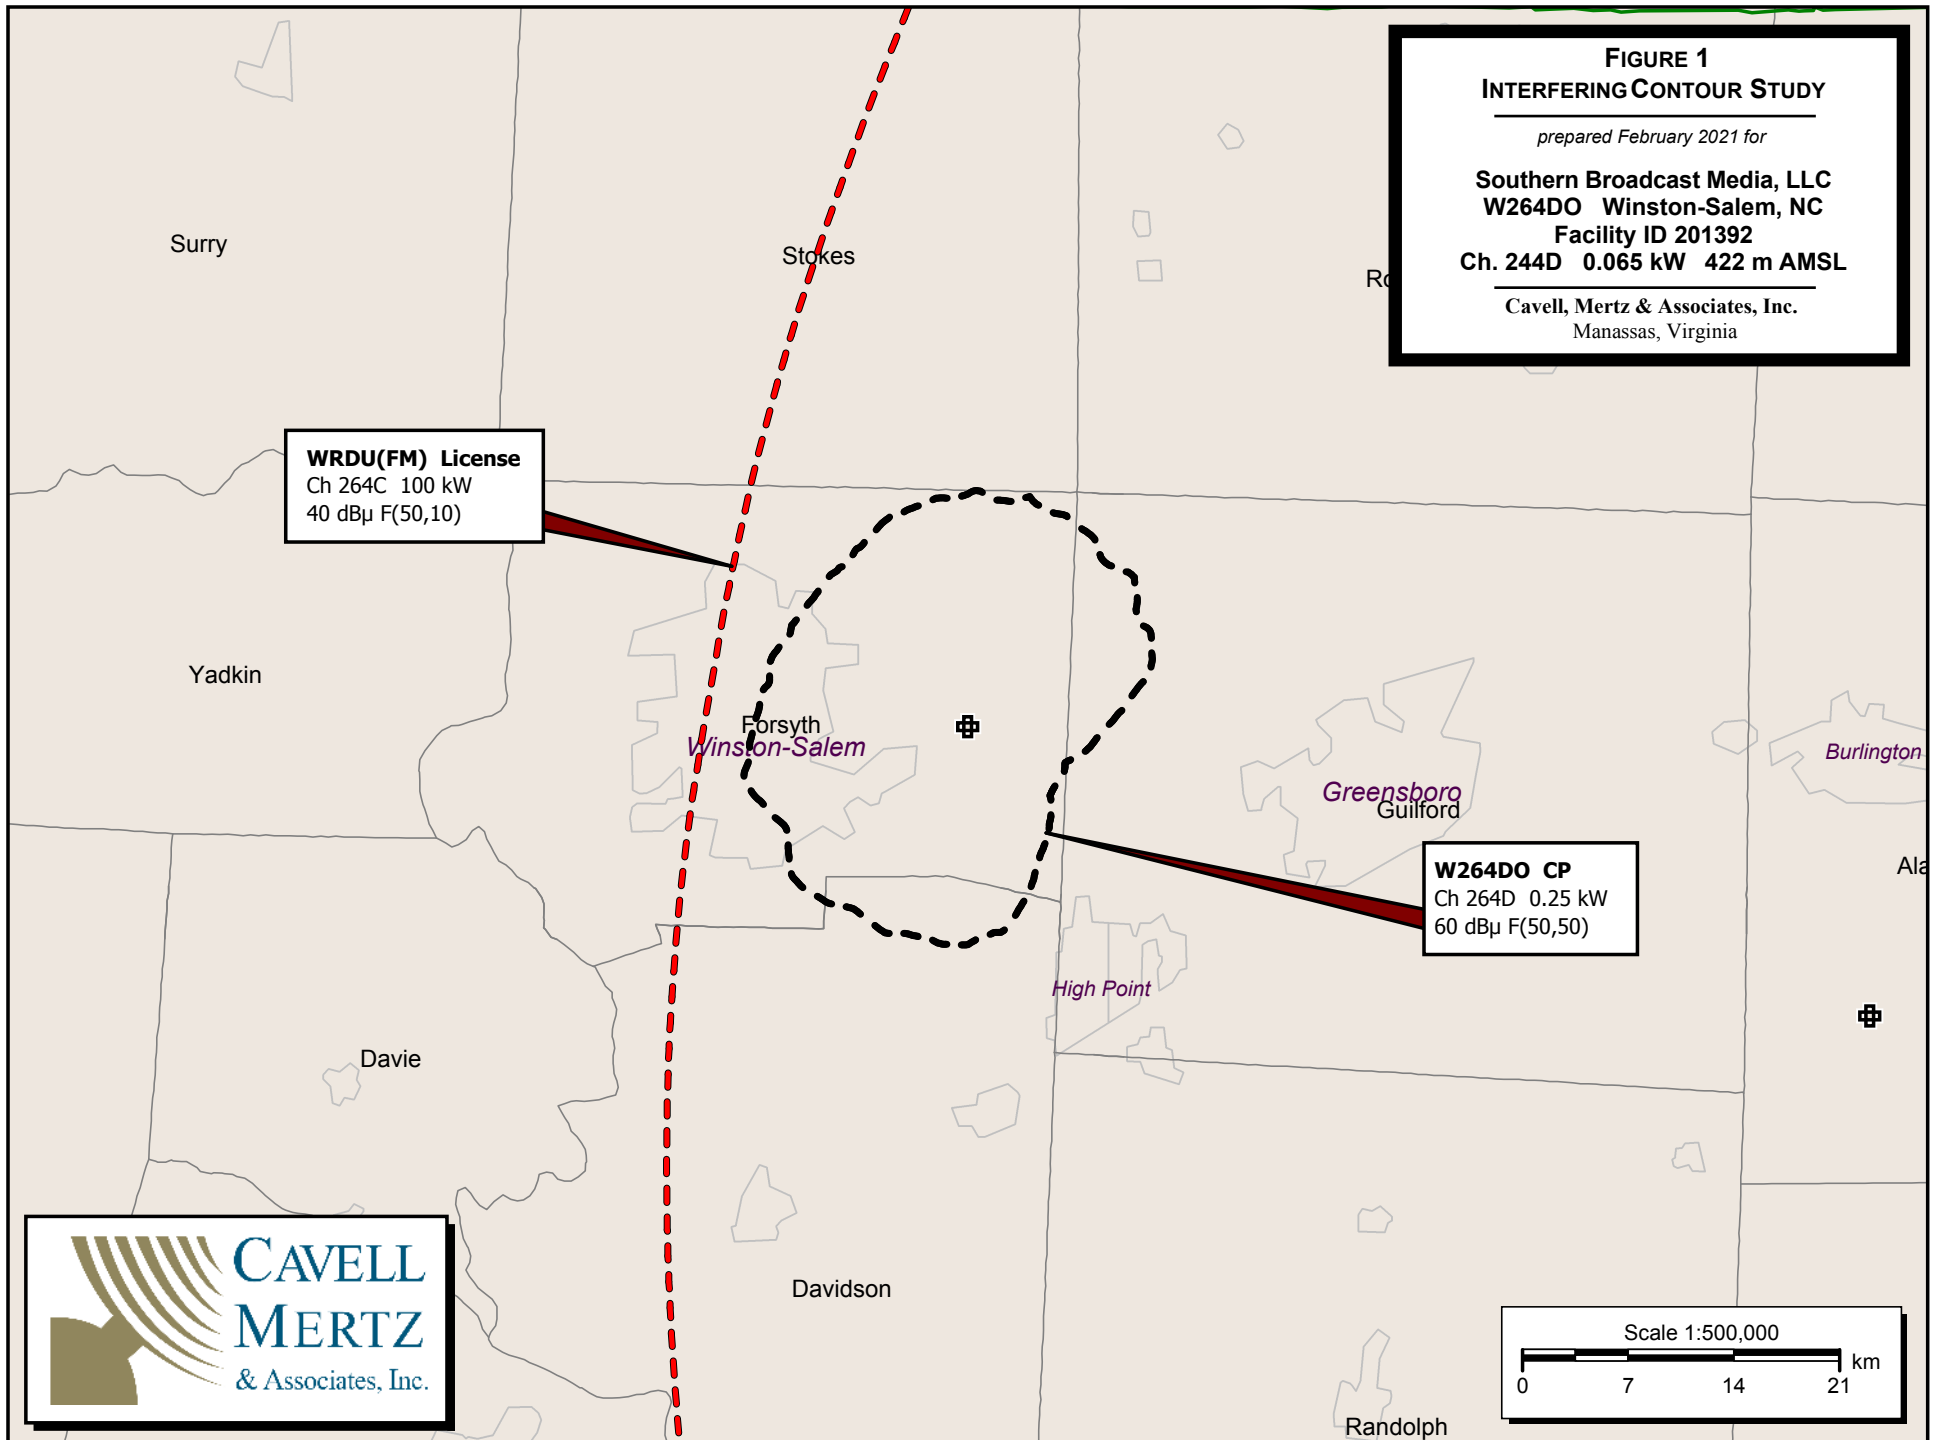 FIGURE 1
INTERFERING CONTOUR STUDY
prepared February 2021 for
Southern Broadcast Media, LLC
W264DO Winston-Salem, NC
Facility ID 201392
Ch. 244D 0.065 kW 422 m AMSL
Cavell, Mertz & Associates, Inc.
Manassas, Virginia
Surry
Stokes
Ro
WRDU(FM) License
Ch 264C 100 kW
40 dBµ F(50,10)
Yadkin
Forsyth
Winston-Salem
Burlington
Greensboro
Guilford
W264DO CP
Ch 264D 0.25 kW
60 dBµ F(50,50)
Ala
High Point
Davie
Davidson
CAVELL
MERTZ
& Associates, Inc.
Scale 1:500,000
km
0 7 14 21
Randolph